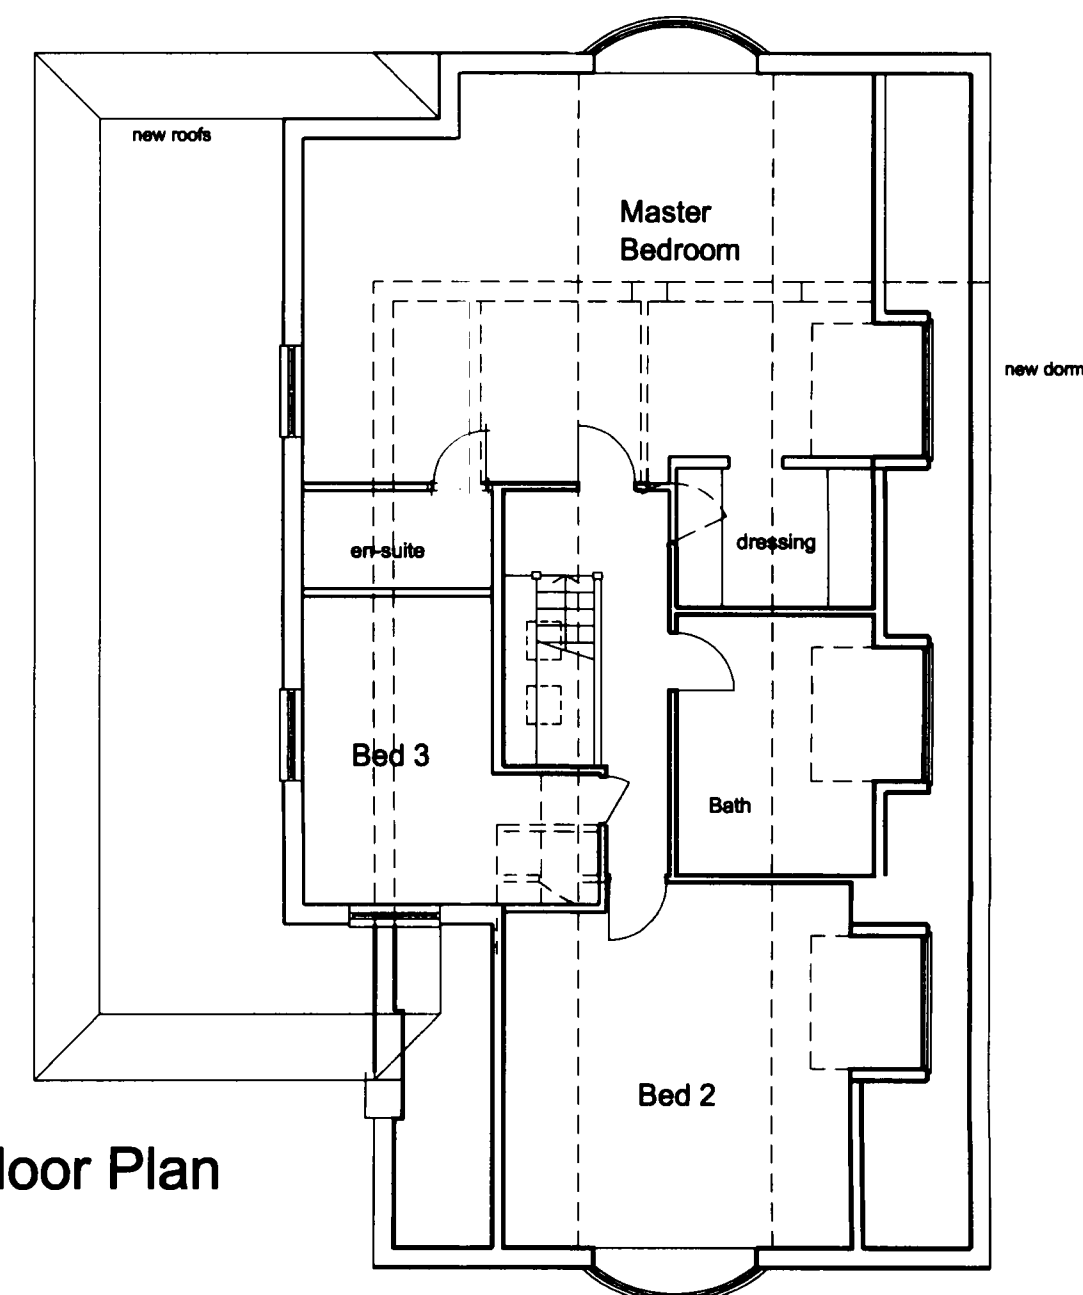 new roofs
Master
Bedroom
new dorm
en-suite
dressing
Bed 3
Bath
Bed 2
loor Plan